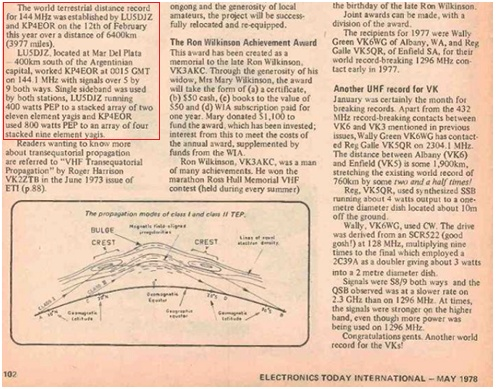 The world terrestrial distance record
for 144 MHz was established by LU5DJZ
and KP4EOR on the 12th of February
this year over a distance of 6400km
(3977 miles).
LU5DJZ, located at Mar Del Plata
– 400km south of the Argentinian
capital, worked KP4EOR at 0015 GMT
on 144.1 MHz with signals over 5 by
9 both ways. Single sideband was used
by both stations, LU5DJZ running
400 watts PEP to a stacked array of two
eleven element yagis and KP4EOR
used 800 watts PEP to an array of four
stacked nine element yagis.
Readers wanting to know more
about transequatorial propagation
are referred to "VHF Transequatorial
Propagation" by Roger Harrison
VK2ZTB in the June 1973 issue of
ETI (p.88).
ongoing and the generosity of local
amateurs, the project will be success-
fully relocated and re-equipped.
The Ron Wilkinson Achievement Award
This award has been created as a
memorial to the late Ron Wilkinson,
VK3AKC. Through the generosity of his
widow, Mrs Mary Wilkinson, the award
will take the form of (a) a certificate,
(b) $50 cash, (c) books to the value of
$50 and (d) WIA subscription paid for
one year. Mary donated $1,100 to
fund the award, which has been invested;
interest from this to meet the costs of
the annual award, supplemented by
funds from the WIA.
Ron Wilkinson, VK3AKC, was a man
of many achievements. He won the
marathon Ross Hull Memorial VHF
contest (held during every summer)
The propagation modes of class I and class II TEP.
BULGE
Magnetic field-aligned
irregularities
CREST
CREST
Lines of equal
electron density
CLASS I
CLASS II
Geomagnetic
latitude
Geomagnetic
Equator
Geographic
equator
Geomagnetic
latitude
the birthday of the late Ron Wilkinson.
Joint awards can be made, with a
division of the award.
The recipients for 1977 were Wally
Green VK6WG of Albany, WA, and Reg
Galle VK5QR, of Enfield SA, for their
world record-breaking 1296 MHz con-
tact early in 1977.
Another UHF record for VK
January was certainly the month for
breaking records. Apart from the 432
MHz record-breaking contacts between
VK6 and VK3 mentioned in previous
issues, Wally Green VK6WG has contact-
ed Reg Galle VK5QR on 2304.1 MHz.
The distance between Albany (VK6)
and Enfield (VK5) is some 1,900km,
stretching the existing world record of
760km by some two and a half times!
Reg, VK5QR, used synthesized SSB
running about 4 watts output to a one-
metre diameter dish located about 10m
off the ground.
Wally, VK6WG, used CW. The drive
was derived from an SCR522 (good
gosh!) at 128 MHz, multiplying nine
times to the final which employed a
2C39A as a doubler giving about 3 watts
into a 2 metre diameter dish.
Signals were S8/9 both ways and the
QSB observed was at a slower rate on
2.3 GHz than on 1296 MHz. At times,
the signals were stronger on the higher
band, even though more power was
being used on 1296 MHz.
Congratulations gents. Another world
record for the VKs!
102
ELECTRONICS TODAY INTERNATIONAL – MAY 1978